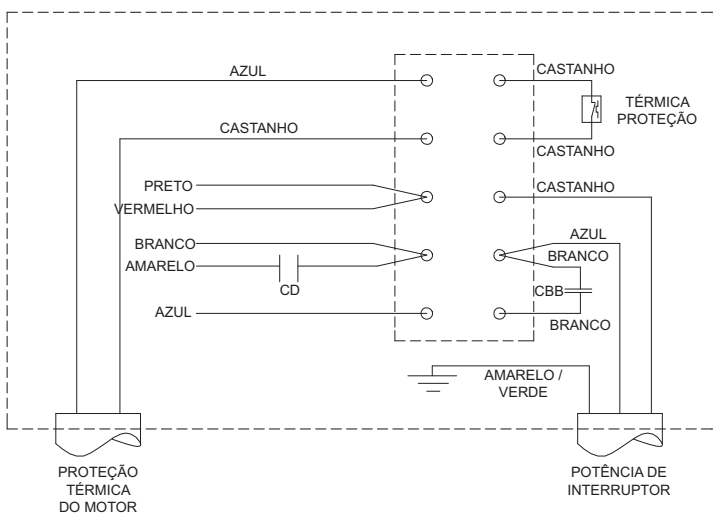 AZUL
CASTANHO
TÉRMICA
PROTEÇÃO
CASTANHO
CASTANHO
PRETO
VERMELHO
CASTANHO
BRANCO
AMARELO
CD
AZUL
BRANCO
CBB
AZUL
BRANCO
AMARELO /
VERDE
PROTEÇÃO
TÉRMICA
DO MOTOR
POTÊNCIA DE
INTERRUPTOR